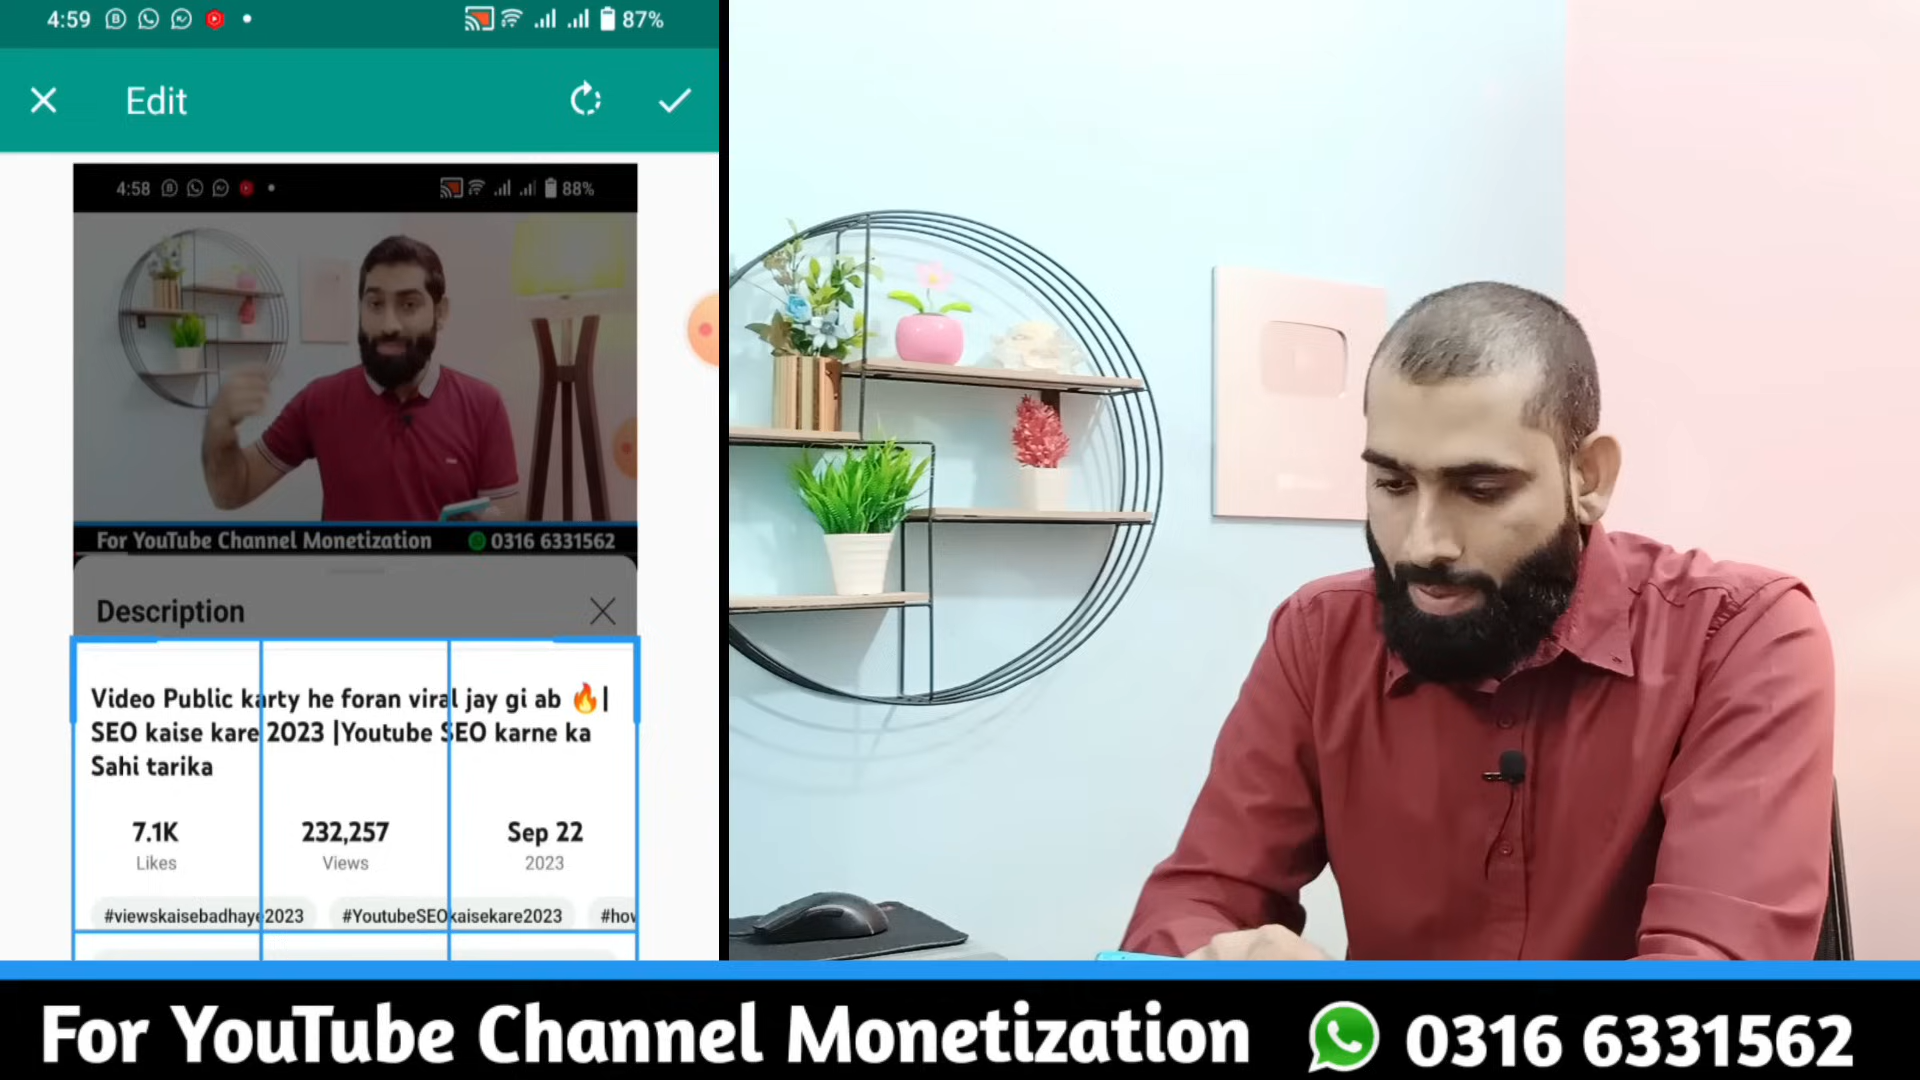 4:59 87%
Edit
4:58 88%
For YouTube Channel Monetization 0316 6331562
Description
Video Public karty he foran viral jay gi ab 🔥|
SEO kaise kare 2023 |Youtube SEO karne ka
Sahi tarika
7.1K 232,257 Sep 22
Likes Views 2023
#viewskaisebadhaye2023 #YoutubeSEOkaisekare2023 #how
For YouTube Channel Monetization 0316 6331562